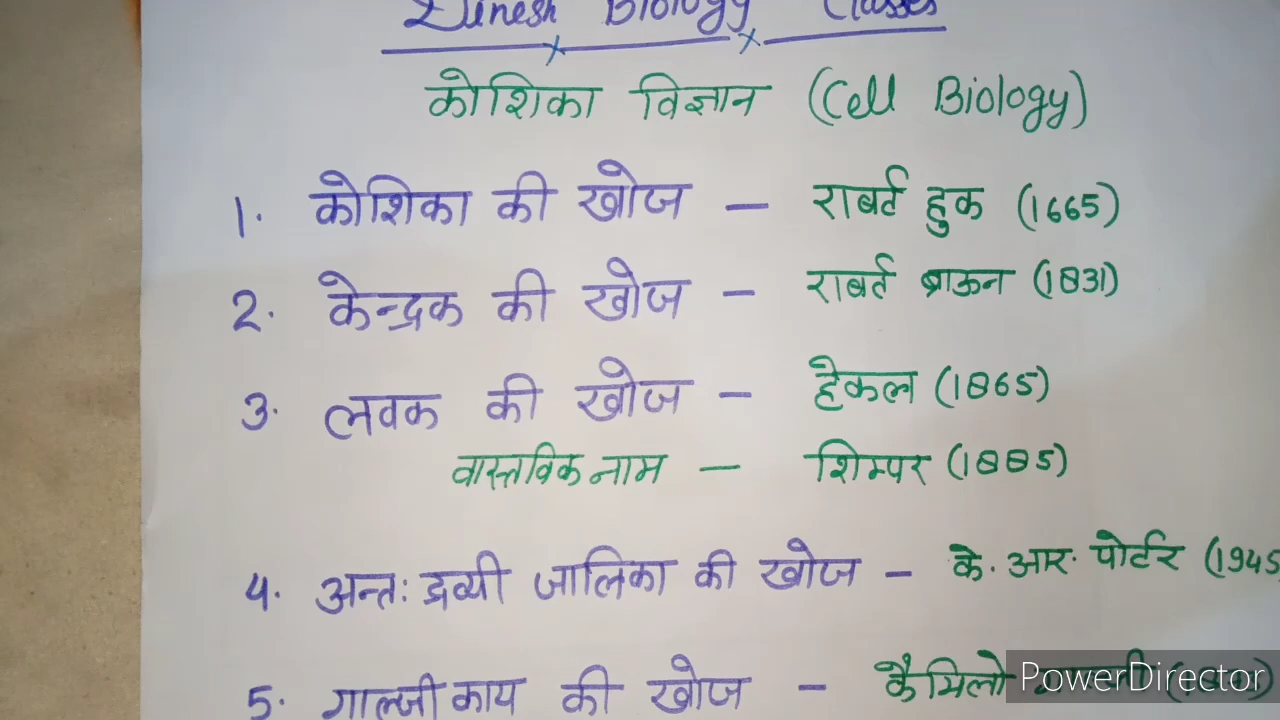 Dinesh Biology Classes
कोशिका विज्ञान (Cell Biology)
1. कोशिका की खोज - राबर्ट हुक (1665)
2. केन्द्रक की खोज - राबर्ट ब्राऊन (1831)
3. लवक की खोज - हैकल (1865)
वास्तविक नाम - शिम्पर (1885)
4. अन्तः द्रव्यी जालिका की खोज - के. आर. पोर्टर (1945
5. गाल्जी काय की खोज - कैमिलो
PowerDirector